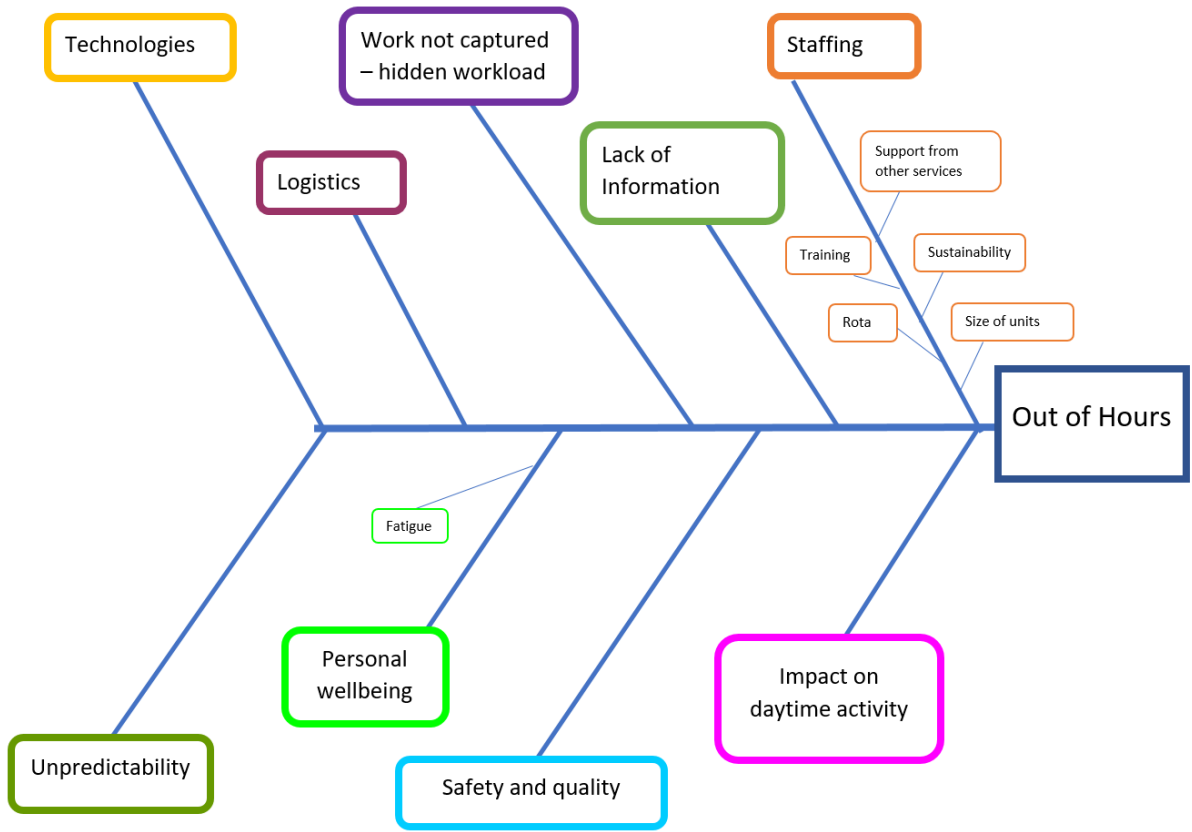 Technologies
Work not captured
– hidden workload
Staffing
Logistics
Lack of
Information
Support from
other services
Training
Sustainability
Rota
Size of units
Out of Hours
Fatigue
Personal
wellbeing
Impact on
daytime activity
Unpredictability
Safety and quality